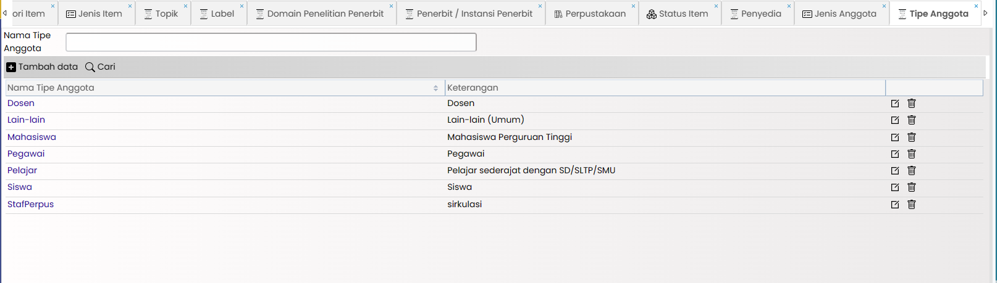 ori Item Jenis Item Topik Label Domain Penelitian Penerbit Penerbit / Instansi Penerbit Perpustakaan Status Item Penyedia Jenis Anggota Tipe Anggota
Nama Tipe
Anggota
Tambah data Cari
Nama Tipe Anggota Keterangan
Dosen Dosen
Lain-lain Lain-lain (Umum)
Mahasiswa Mahasiswa Perguruan Tinggi
Pegawai Pegawai
Pelajar Pelajar sederajat dengan SD/SLTP/SMU
Siswa Siswa
StafPerpus sirkulasi